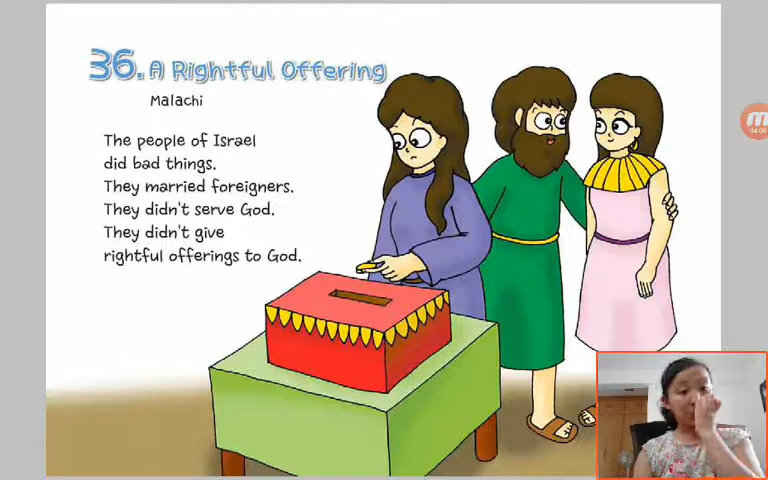 36. A Rightful Offering
Malachi
The people of Israel
did bad things.
They married foreigners.
They didn't serve God.
They didn't give
rightful offerings to God.